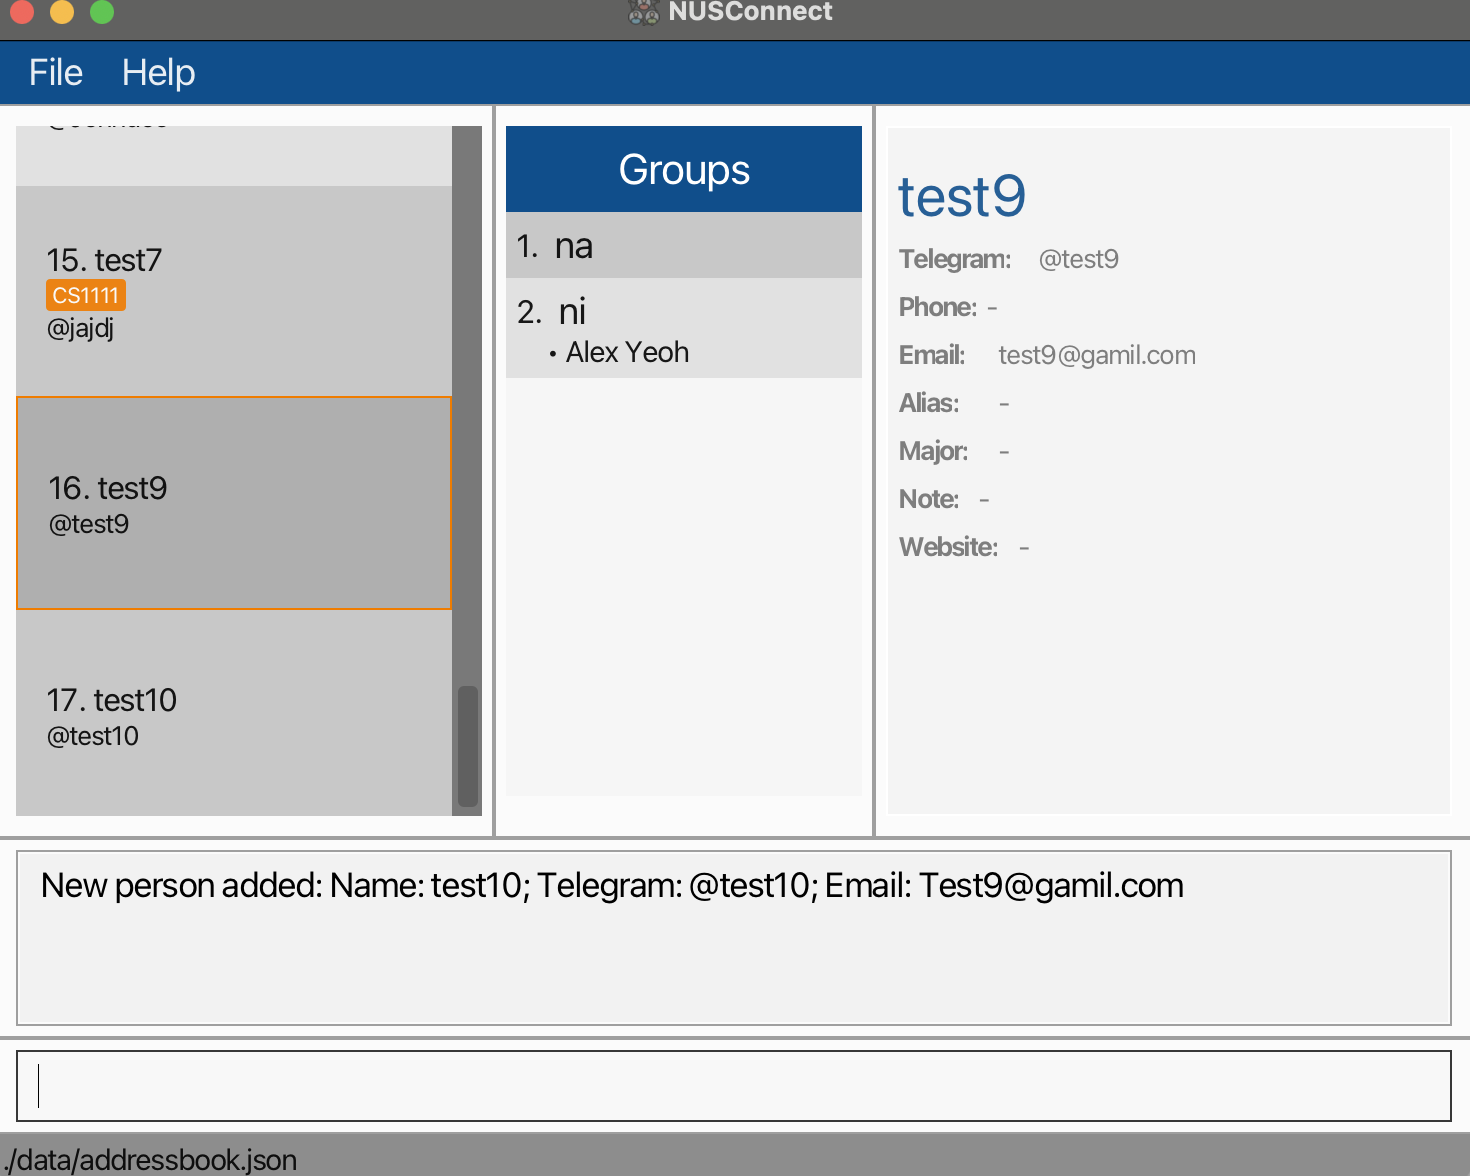 NUSConnect
File Help
15. test7
CS1111
@jajdj
16. test9
@test9
17. test10
@test10
Groups
1. na
2. ni
• Alex Yeoh
test9
Telegram: @test9
Phone: -
Email: test9@gamil.com
Alias: -
Major: -
Note: -
Website: -
New person added: Name: test10; Telegram: @test10; Email: Test9@gamil.com
./data/addressbook.json